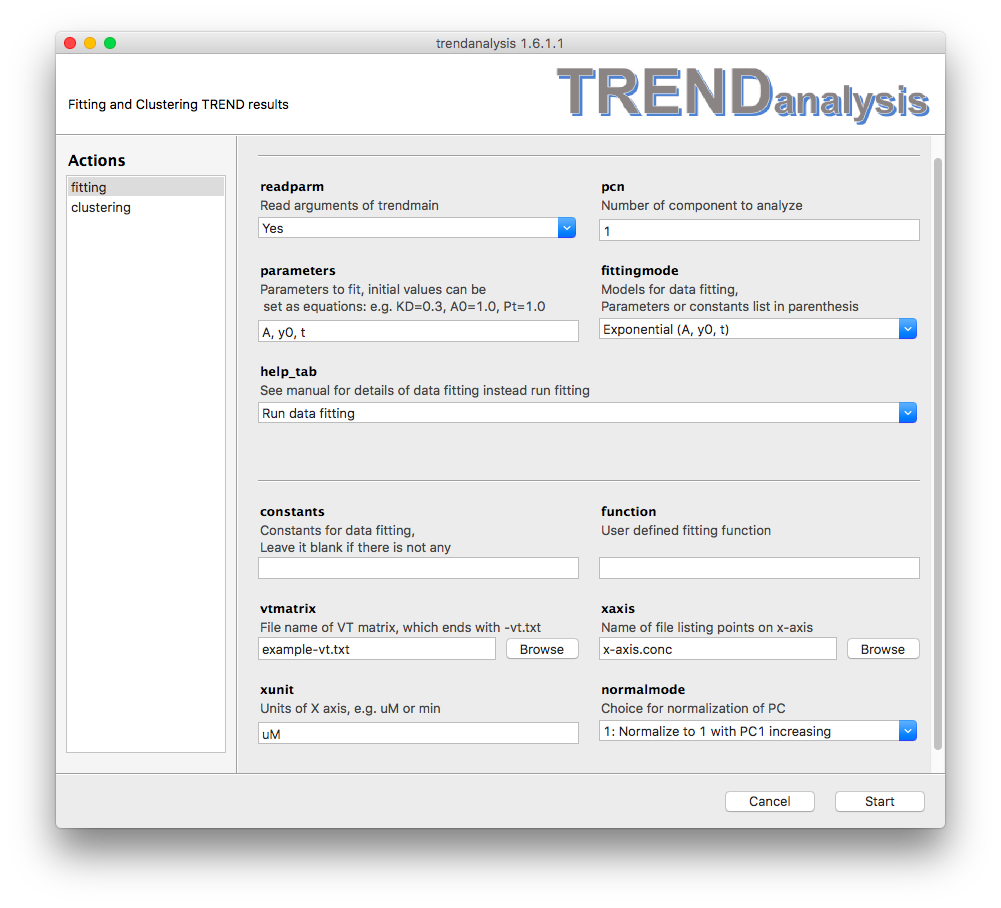 trendanalysis 1.6.1.1
Fitting and Clustering TREND results
TRENDanalysis
Actions
fitting
clustering
readparm
Read arguments of trendmain
Yes
pcn
Number of component to analyze
1
parameters
Parameters to fit, initial values can be
set as equations: e.g. KD=0.3, A0=1.0, Pt=1.0
A, y0, t
fittingmode
Models for data fitting,
Parameters or constants list in parenthesis
Exponential (A, y0, t)
help_tab
See manual for details of data fitting instead run fitting
Run data fitting
constants
Constants for data fitting,
Leave it blank if there is not any
function
User defined fitting function
vtmatrix
File name of VT matrix, which ends with -vt.txt
example-vt.txt
Browse
xaxis
Name of file listing points on x-axis
x-axis.conc
Browse
xunit
Units of X axis, e.g. uM or min
uM
normalmode
Choice for normalization of PC
1: Normalize to 1 with PC1 increasing
Cancel
Start